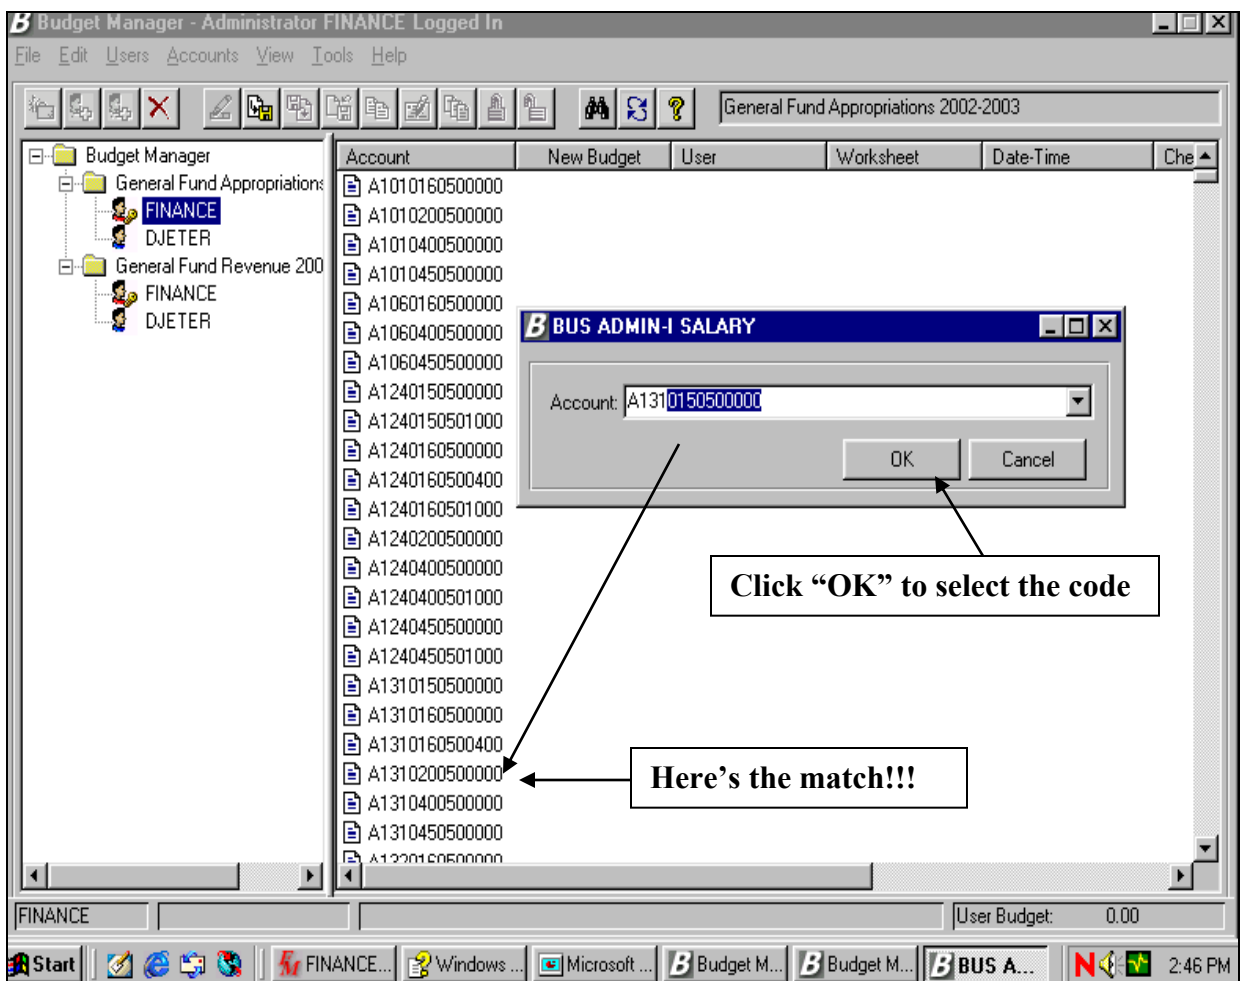 B Budget Manager - Administrator FINANCE Logged In
File Edit Users Accounts View Tools Help
General Fund Appropriations 2002-2003
Budget Manager
General Fund Appropriations
FINANCE
DJETER
General Fund Revenue 200
FINANCE
DJETER
Account New Budget User Worksheet Date-Time Che
A1010160500000
A1010200500000
A1010400500000
A1010450500000
A1060160500000
A1060400500000
A1060450500000
A1240150500000
A1240150501000
A1240160500000
A1240160500400
A1240160501000
A1240200500000
A1240400500000
A1240400501000
A1240450500000
A1240450501000
A1310150500000
A1310160500000
A1310160500400
A1310200500000
A1310400500000
A1310450500000
A1320160500000
B BUS ADMIN-I SALARY
Account: A1310150500000
OK Cancel
Click “OK” to select the code
Here’s the match!!!
FINANCE User Budget: 0.00
Start FINANCE... Windows ... Microsoft ... B Budget M... B Budget M... B BUS A... N 2:46 PM